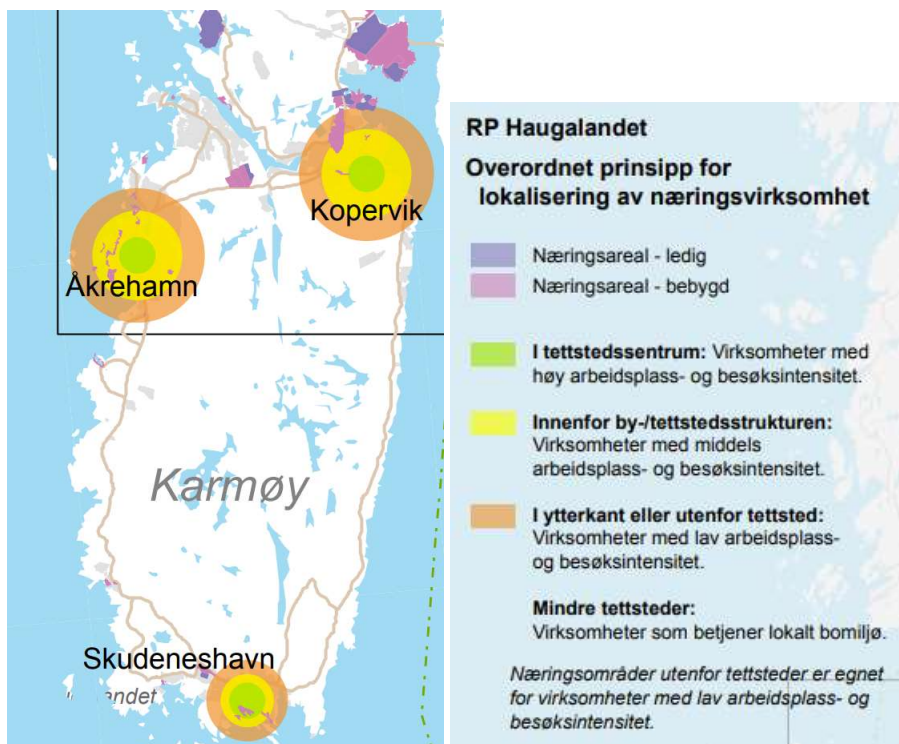 Kopervik
Åkrehamn
Karmøy
Skudeneshavn
andet
RP Haugalandet
Overordnet prinsipp for
lokalisering av næringsvirksomhet
Næringsareal - ledig
Næringsareal - bebygd
I tettstedssentrum: Virksomheter med
høy arbeidsplass- og besøksintensitet.
Innenfor by-/tettstedsstrukturen:
Virksomheter med middels
arbeidsplass- og besøksintensitet.
I ytterkant eller utenfor tettsted:
Virksomheter med lav arbeidsplass-
og besøksintensitet.
Mindre tettsteder:
Virksomheter som betjener lokalt bomiljø.
Næringsområder utenfor tettsteder er egnet
for virksomheter med lav arbeidsplass- og
besøksintensitet.